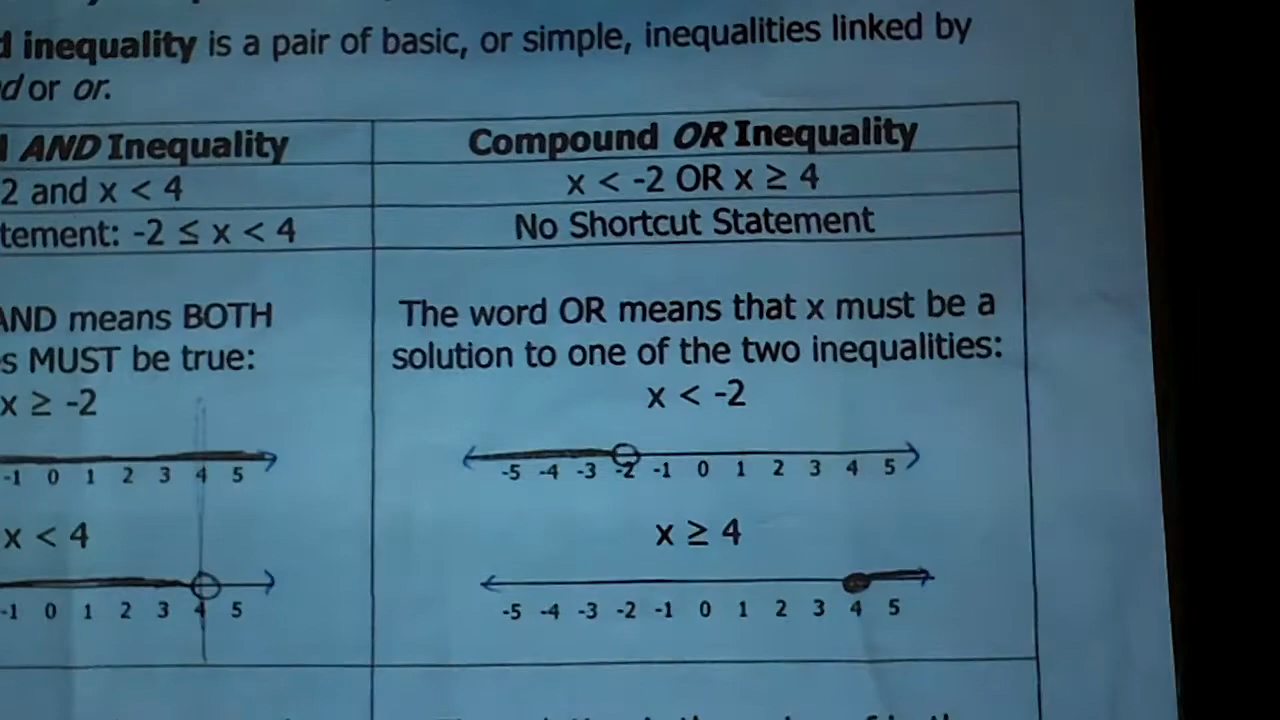 inequality is a pair of basic, or simple, inequalities linked by
or or.
AND Inequality
Compound OR Inequality
2 and x < 4
x < -2 OR x ≥ 4
tement: -2 ≤ x < 4
No Shortcut Statement
AND means BOTH
s MUST be true:
x ≥ -2
The word OR means that x must be a
solution to one of the two inequalities:
x < -2
-1 0 1 2 3 4 5
-5 -4 -3 -2 -1 0 1 2 3 4 5
x < 4
x ≥ 4
-1 0 1 2 3 4 5
-5 -4 -3 -2 -1 0 1 2 3 4 5